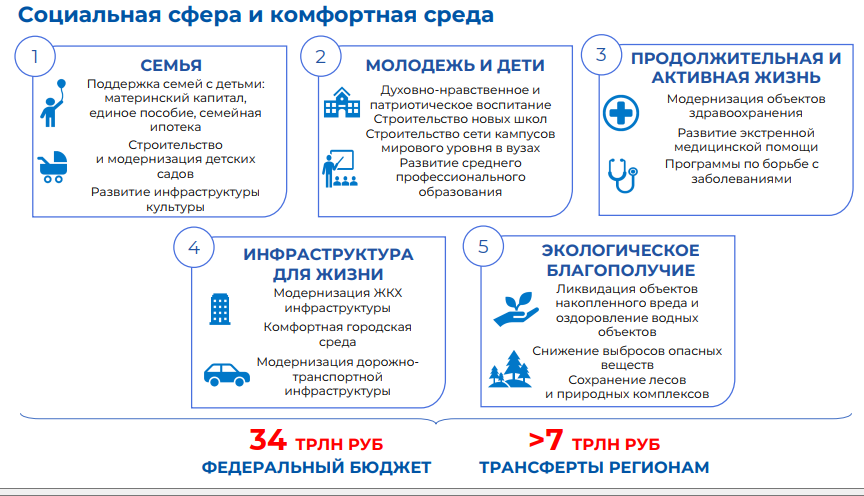 Социальная сфера и комфортная среда
1
СЕМЬЯ
Поддержка семей с детьми:
материнский капитал,
единое пособие, семейная
ипотека
Строительство
и модернизация детских
садов
Развитие инфраструктуры
культуры
2
МОЛОДЕЖЬ И ДЕТИ
Духовно-нравственное и
патриотическое воспитание
Строительство новых школ
Строительство сети кампусов
мирового уровня в вузах
Развитие среднего
профессионального
образования
3
ПРОДОЛЖИТЕЛЬНАЯ И
АКТИВНАЯ ЖИЗНЬ
Модернизация объектов
здравоохранения
Развитие экстренной
медицинской помощи
Программы по борьбе с
заболеваниями
4
ИНФРАСТРУКТУРА
ДЛЯ ЖИЗНИ
Модернизация ЖКХ
инфраструктуры
Комфортная городская
среда
Модернизация дорожно-
транспортной
инфраструктуры
5
ЭКОЛОГИЧЕСКОЕ
БЛАГОПОЛУЧИЕ
Ликвидация объектов
накопленного вреда и
оздоровление водных
объектов
Снижение выбросов опасных
веществ
Сохранение лесов
и природных комплексов
34 ТРЛН РУБ
ФЕДЕРАЛЬНЫЙ БЮДЖЕТ
>7 ТРЛН РУБ
ТРАНСФЕРТЫ РЕГИОНАМ